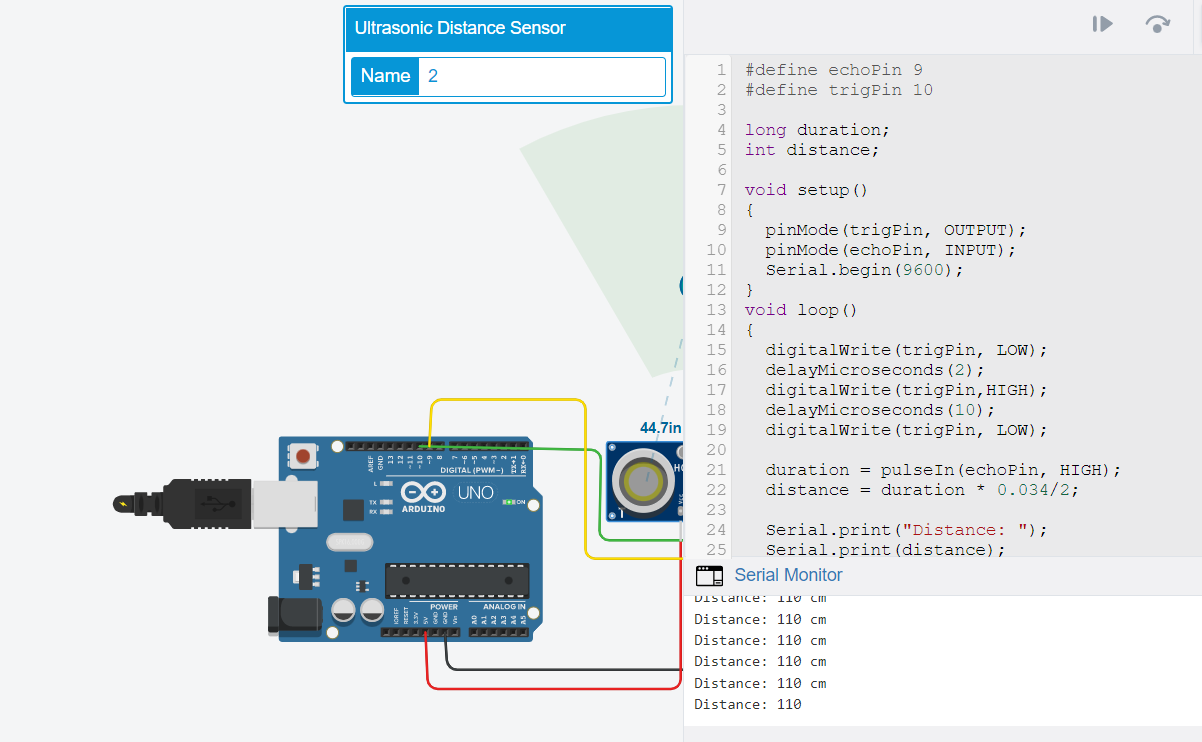 Ultrasonic Distance Sensor
Name 2
1 #define echoPin 9
2 #define trigPin 10
3
4 long duration;
5 int distance;
6
7 void setup()
8 {
9 pinMode(trigPin, OUTPUT);
10 pinMode(echoPin, INPUT);
11 Serial.begin(9600);
12 }
13 void loop()
14 {
15 digitalWrite(trigPin, LOW);
16 delayMicroseconds(2);
17 digitalWrite(trigPin,HIGH);
18 delayMicroseconds(10);
19 digitalWrite(trigPin, LOW);
20
21 duration = pulseIn(echoPin, HIGH);
22 distance = duration * 0.034/2;
23
24 Serial.print("Distance: ");
25 Serial.print(distance);
Serial Monitor
Distance: 110 cm
Distance: 110 cm
Distance: 110 cm
Distance: 110 cm
Distance: 110 cm
Distance: 110
44.7in
HC
Vcc
T
AREF
GND
13
12
~11
~10
~9
8
7
~6
~5
4
~3
2
TX→1
RX←0
DIGITAL (PWM~)
L
TX
RX
UNO
ARDUINO
ON
POWER
ANALOG IN
IOREF
RESET
3.3V
5V
GND
GND
Vin
A0
A1
A2
A3
A4
A5